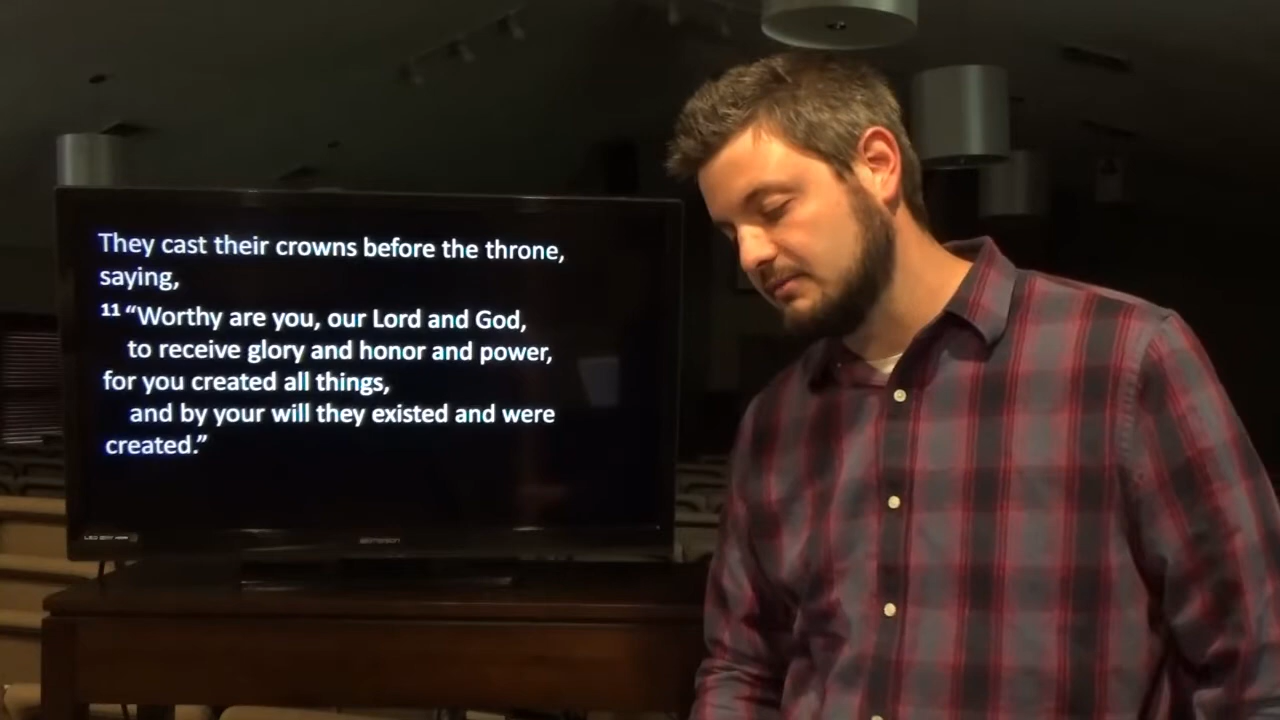 They cast their crowns before the throne,
saying,
11 “Worthy are you, our Lord and God,
to receive glory and honor and power,
for you created all things,
and by your will they existed and were
created.”
EMERSON